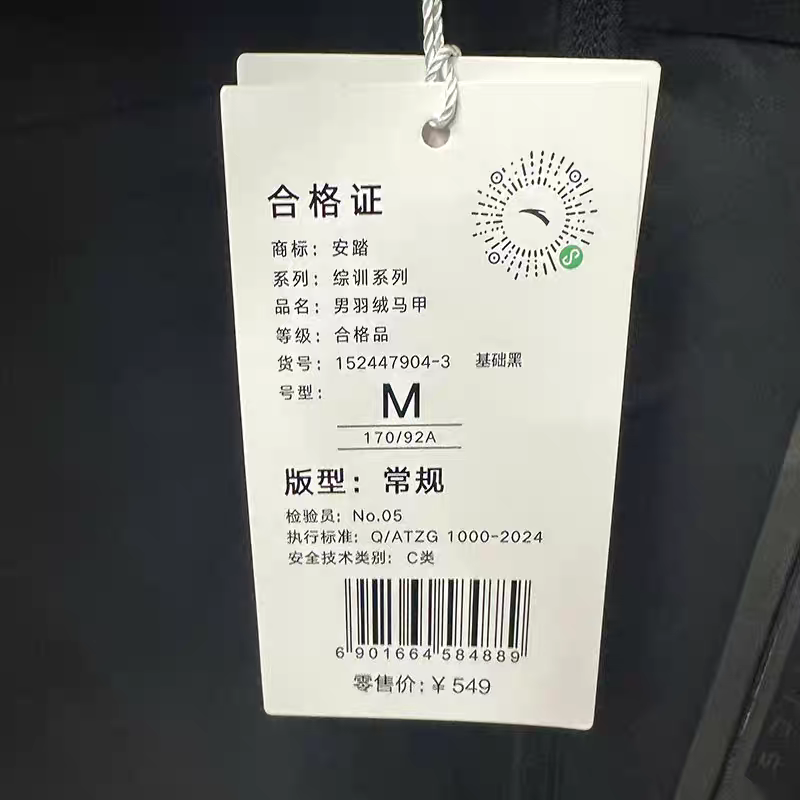 合格证
商标：安踏
系列：综训系列
品名：男羽绒马甲
等级：合格品
货号：152447904-3 基础黑
号型：M
170/92A
版型：常规
检验员：No.05
执行标准：Q/ATZG 1000-2024
安全技术类别：C类
6 901664 584889
零售价：¥ 549